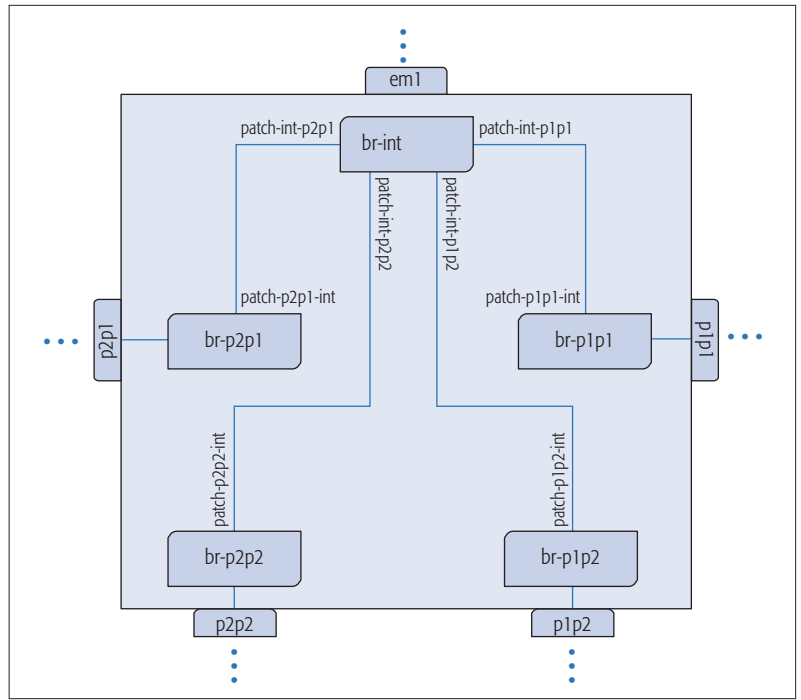 em1
patch-int-p2p1
br-int
patch-int-p1p1
patch-int-p2p2
patch-int-p1p2
patch-p2p1-int
patch-p1p1-int
p2p1
br-p2p1
br-p1p1
p1p1
patch-p2p2-int
patch-p1p2-int
br-p2p2
br-p1p2
p2p2
p1p2